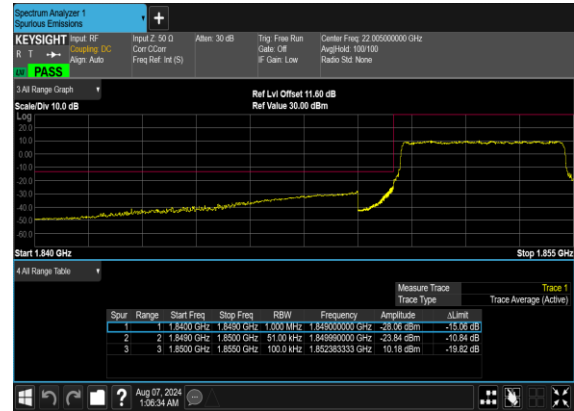 Spectrum Analyzer 1
Spurious Emissions
+
KEYSIGHT Input: RF Input Z: 50 Ω Atten: 30 dB Trig: Free Run Center Freq: 22.005000000 GHz
R T Coupling: DC Corr CCorr Gate: Off Avg|Hold: 100/100
Align: Auto Freq Ref: Int (S) IF Gain: Low Radio Std: None
LXI PASS
3 All Range Graph Ref Lvl Offset 11.60 dB
Scale/Div 10.0 dB Ref Value 30.00 dBm
Log
20.0
10.0
0.00
-10.0
-20.0
-30.0
-40.0
-50.0
-60.0
Start 1.840 GHz Stop 1.855 GHz
4 All Range Table
Measure Trace Trace 1
Trace Type Trace Average (Active)
Spur Range Start Freq Stop Freq RBW Frequency Amplitude ΔLimit
1 1 1.8400 GHz 1.8490 GHz 1.000 MHz 1.849000000 GHz -28.06 dBm -15.06 dB
2 2 1.8490 GHz 1.8500 GHz 51.00 kHz 1.849990000 GHz -23.84 dBm -10.84 dB
3 3 1.8500 GHz 1.8550 GHz 100.0 kHz 1.852383333 GHz 10.18 dBm -19.82 dB
? Aug 07, 2024
1:06:34 AM